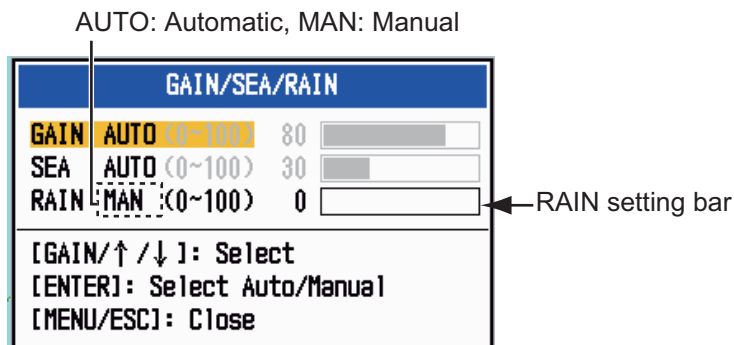 AUTO: Automatic, MAN: Manual
GAIN/SEA/RAIN
GAIN AUTO (0~100) 80
SEA AUTO (0~100) 30
RAIN MAN (0~100) 0
RAIN setting bar
[GAIN/↑/↓]: Select
[ENTER]: Select Auto/Manual
[MENU/ESC]: Close